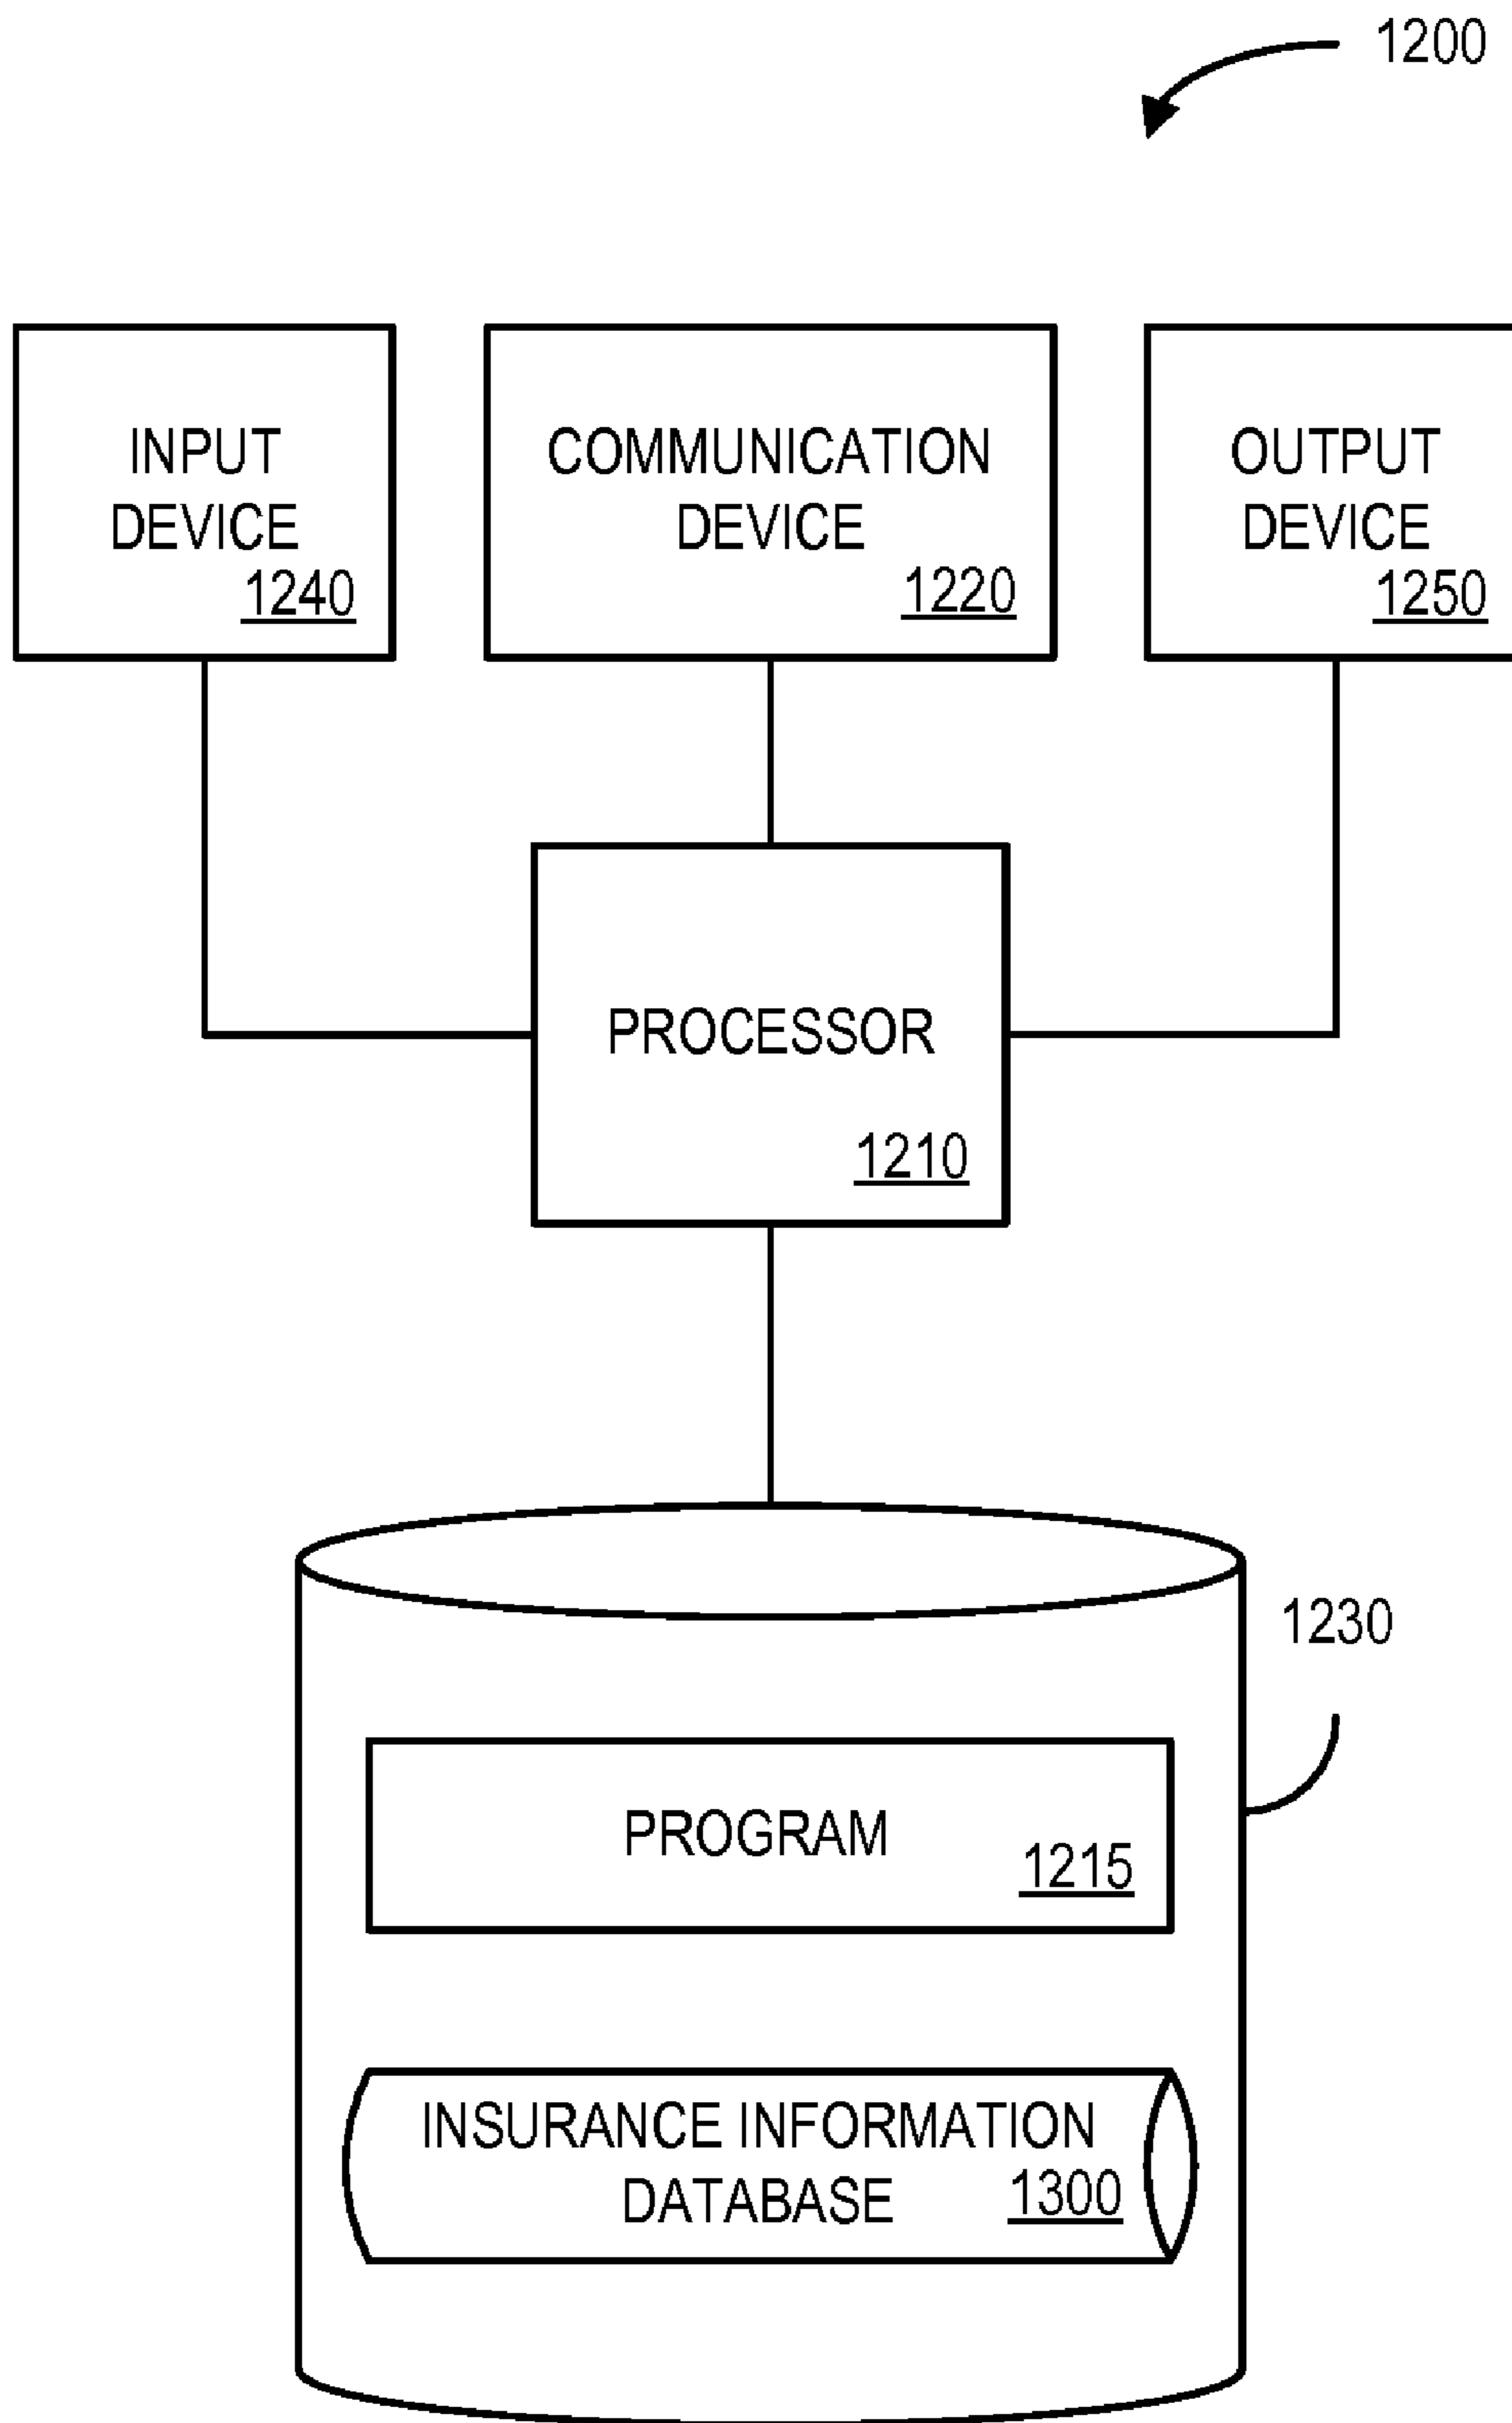 1200
INPUT
DEVICE
1240
COMMUNICATION
DEVICE
1220
OUTPUT
DEVICE
1250
PROCESSOR
1210
1230
PROGRAM
1215
INSURANCE INFORMATION
DATABASE 1300